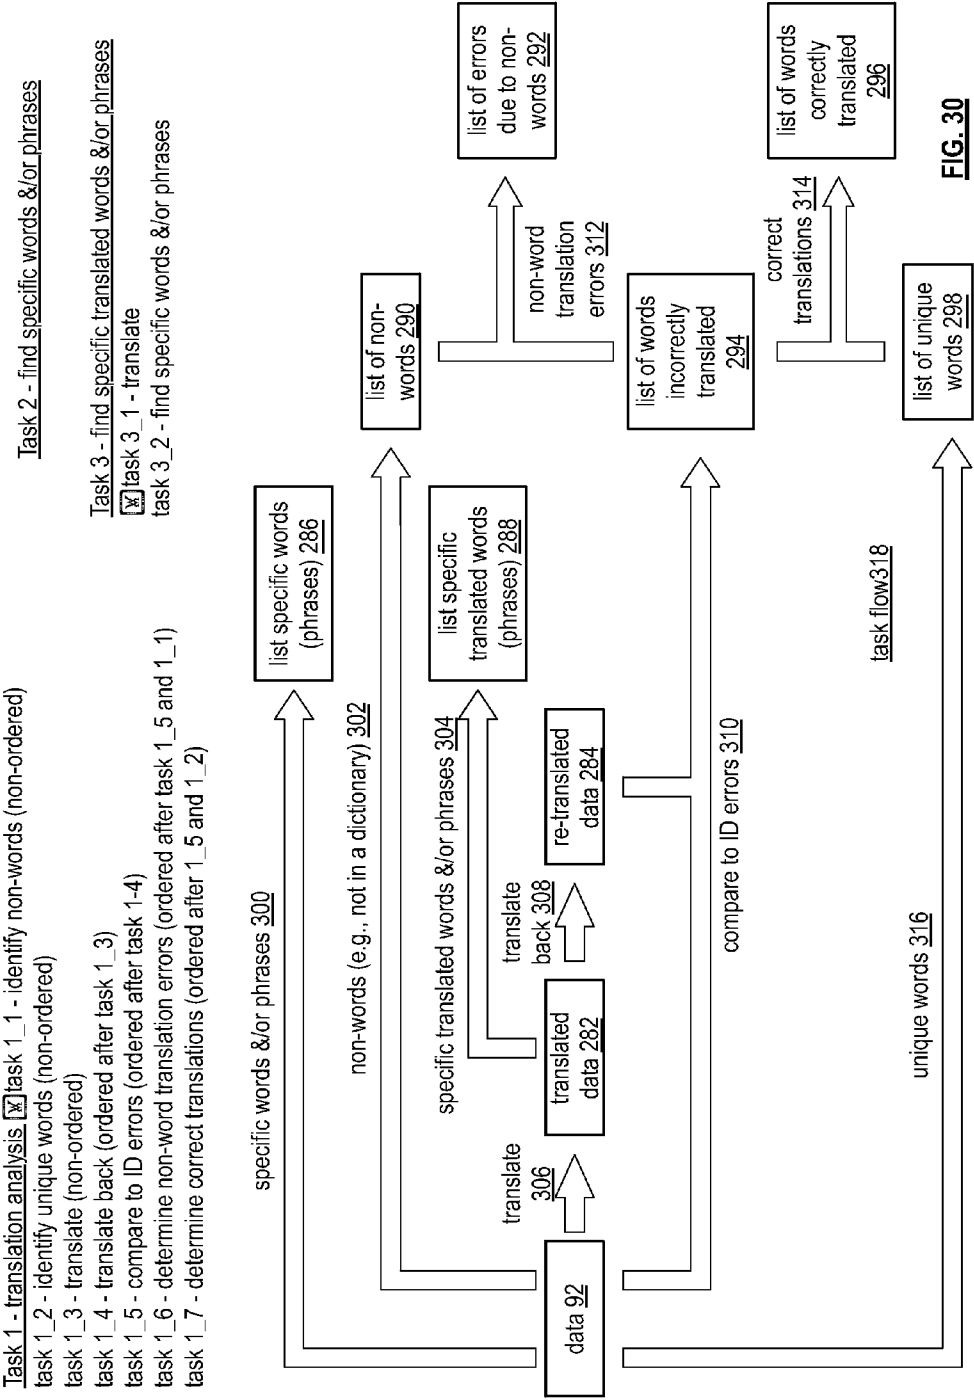 Task 1 - translation analysis task 1_1 - identify non-words (non-ordered)
task 1_2 - identify unique words (non-ordered)
task 1_3 - translate (non-ordered)
task 1_4 - translate back (ordered after task 1_3)
task 1_5 - compare to ID errors (ordered after task 1-4)
task 1_6 - determine non-word translation errors (ordered after task 1_5 and 1_1)
task 1_7 - determine correct translations (ordered after 1_5 and 1_2)
Task 2 - find specific words &/or phrases
Task 3 - find specific translated words &/or phrases
task 3_1 - translate
task 3_2 - find specific words &/or phrases
specific words &/or phrases 300
list specific words
(phrases) 286
non-words (e.g., not in a dictionary) 302
list of non-
words 290
specific translated words &/or phrases 304
list specific
translated words
(phrases) 288
list of errors
due to non-
words 292
non-word
translation
errors 312
data 92
translate
306
translated
data 282
translate
back 308
re-translated
data 284
compare to ID errors 310
list of words
incorrectly
translated
294
correct
translations 314
list of words
correctly
translated
296
unique words 316
list of unique
words 298
task flow318
FIG. 30